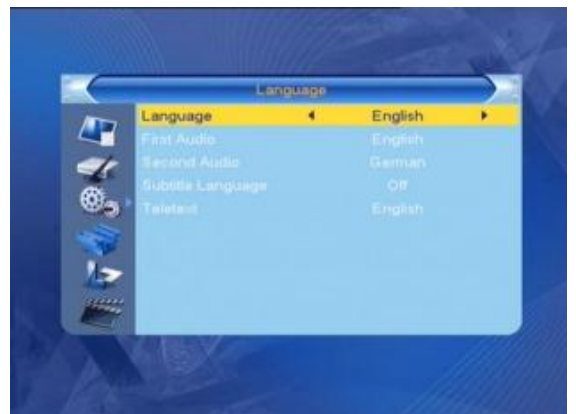 Language
Language English
First Audio English
Second Audio German
Subtitle Language Off
Teletext English